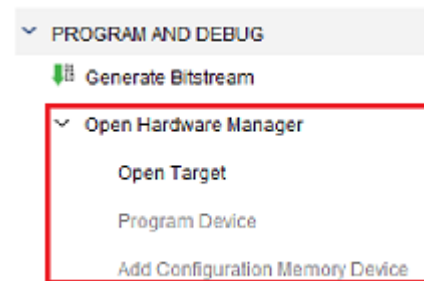 PROGRAM AND DEBUG
Generate Bitstream
Open Hardware Manager
Open Target
Program Device
Add Configuration Memory Device